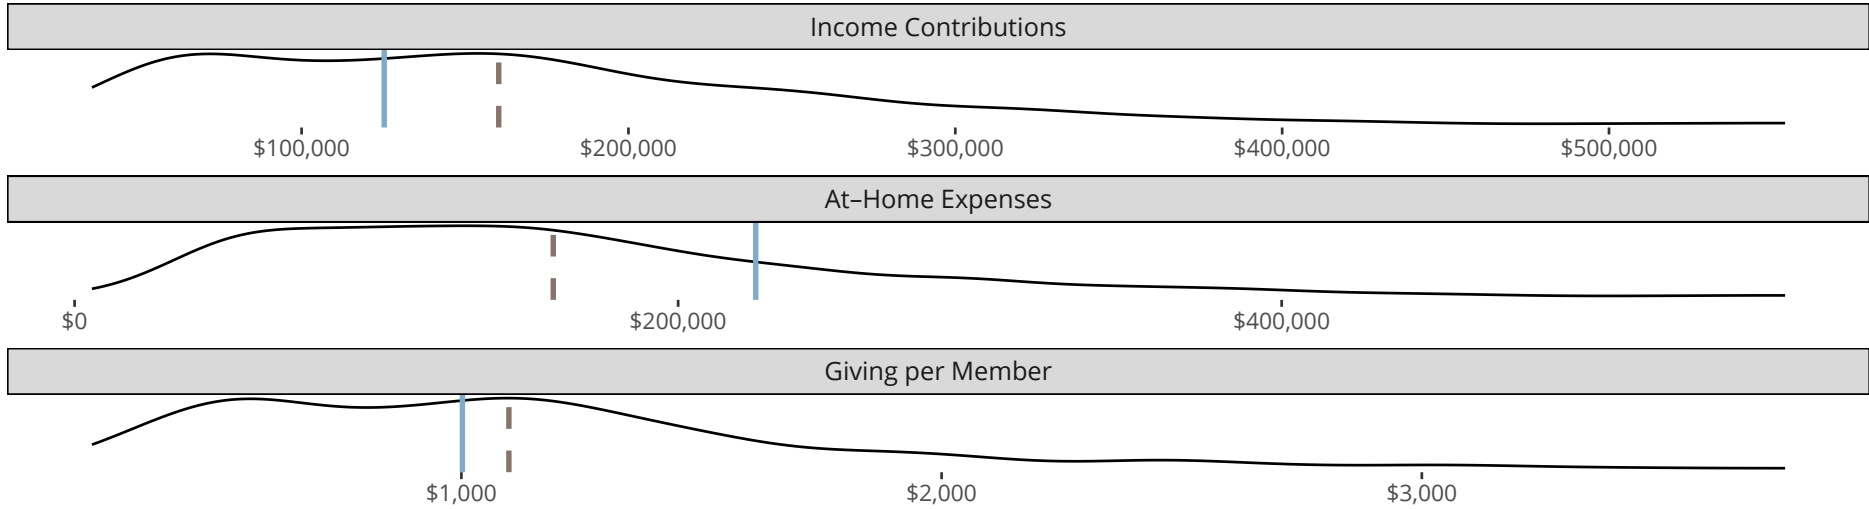 Income Contributions
$100,000 $200,000 $300,000 $400,000 $500,000
At–Home Expenses
$0 $200,000 $400,000
Giving per Member
$1,000 $2,000 $3,000